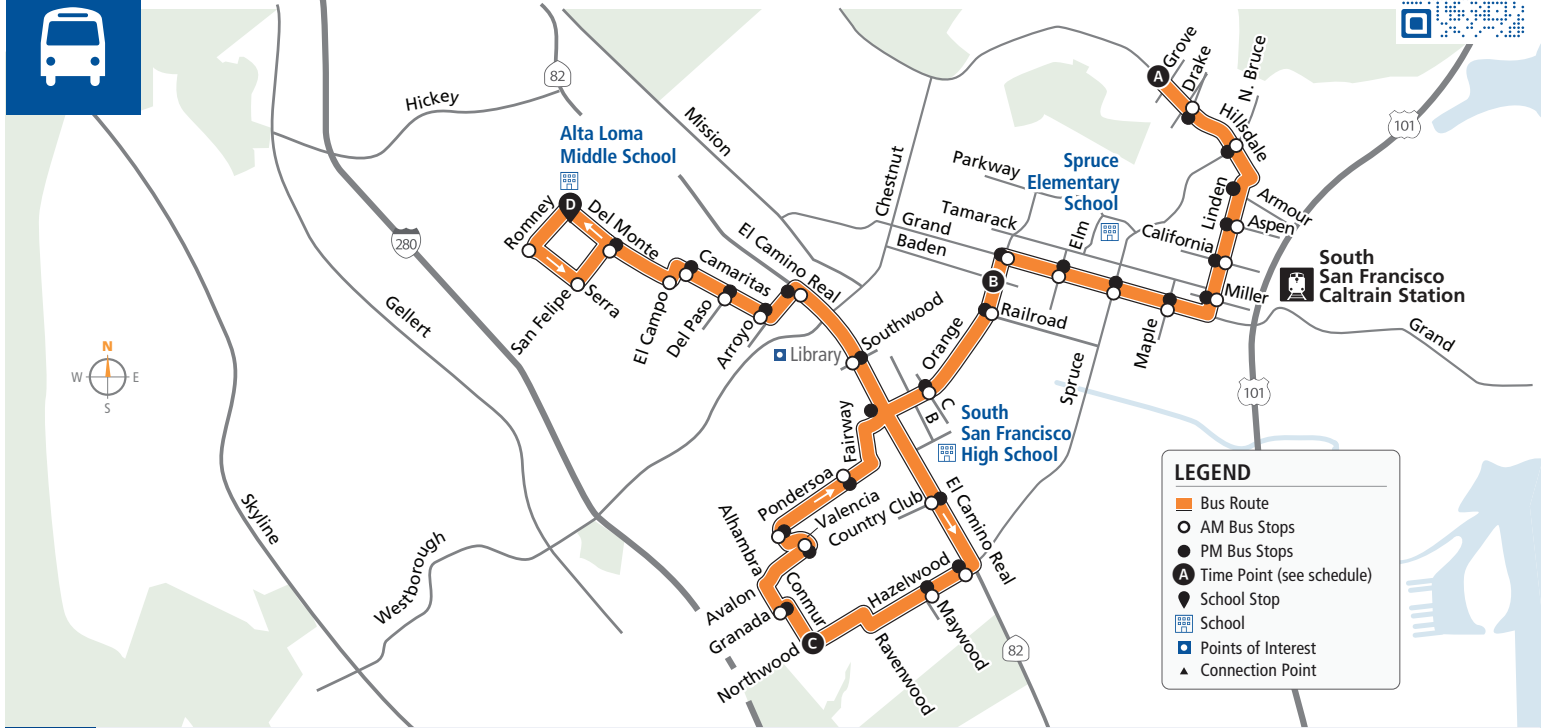 Grove
Drake
N. Bruce
A
82
Hickey
101
Mission
Hillsdale
Alta Loma
Middle School
Chestnut
Parkway
Spruce
Elementary
School
Linden
Armour
Aspen
Romney
D
Del Monte
Tamarack
Grand
Baden
Elm
California
El Camino Real
280
Camaritas
South
San Francisco
Caltrain Station
B
Miller
San Felipe
Serra
El Campo
Del Paso
Arroyo
Gellert
Southwood
Orange
Railroad
Maple
Grand
Library
N
W
E
S
Spruce
101
C
B
South
San Francisco
High School
Fairway
Pondersoa
Valencia
Country Club
El Camino Real
Skyline
Alhambra
Westborough
Avalon
Conmur
Granada
Hazelwood
Maywood
C
Northwood
Ravenwood
82
LEGEND
Bus Route
AM Bus Stops
PM Bus Stops
A Time Point (see schedule)
School Stop
School
Points of Interest
Connection Point